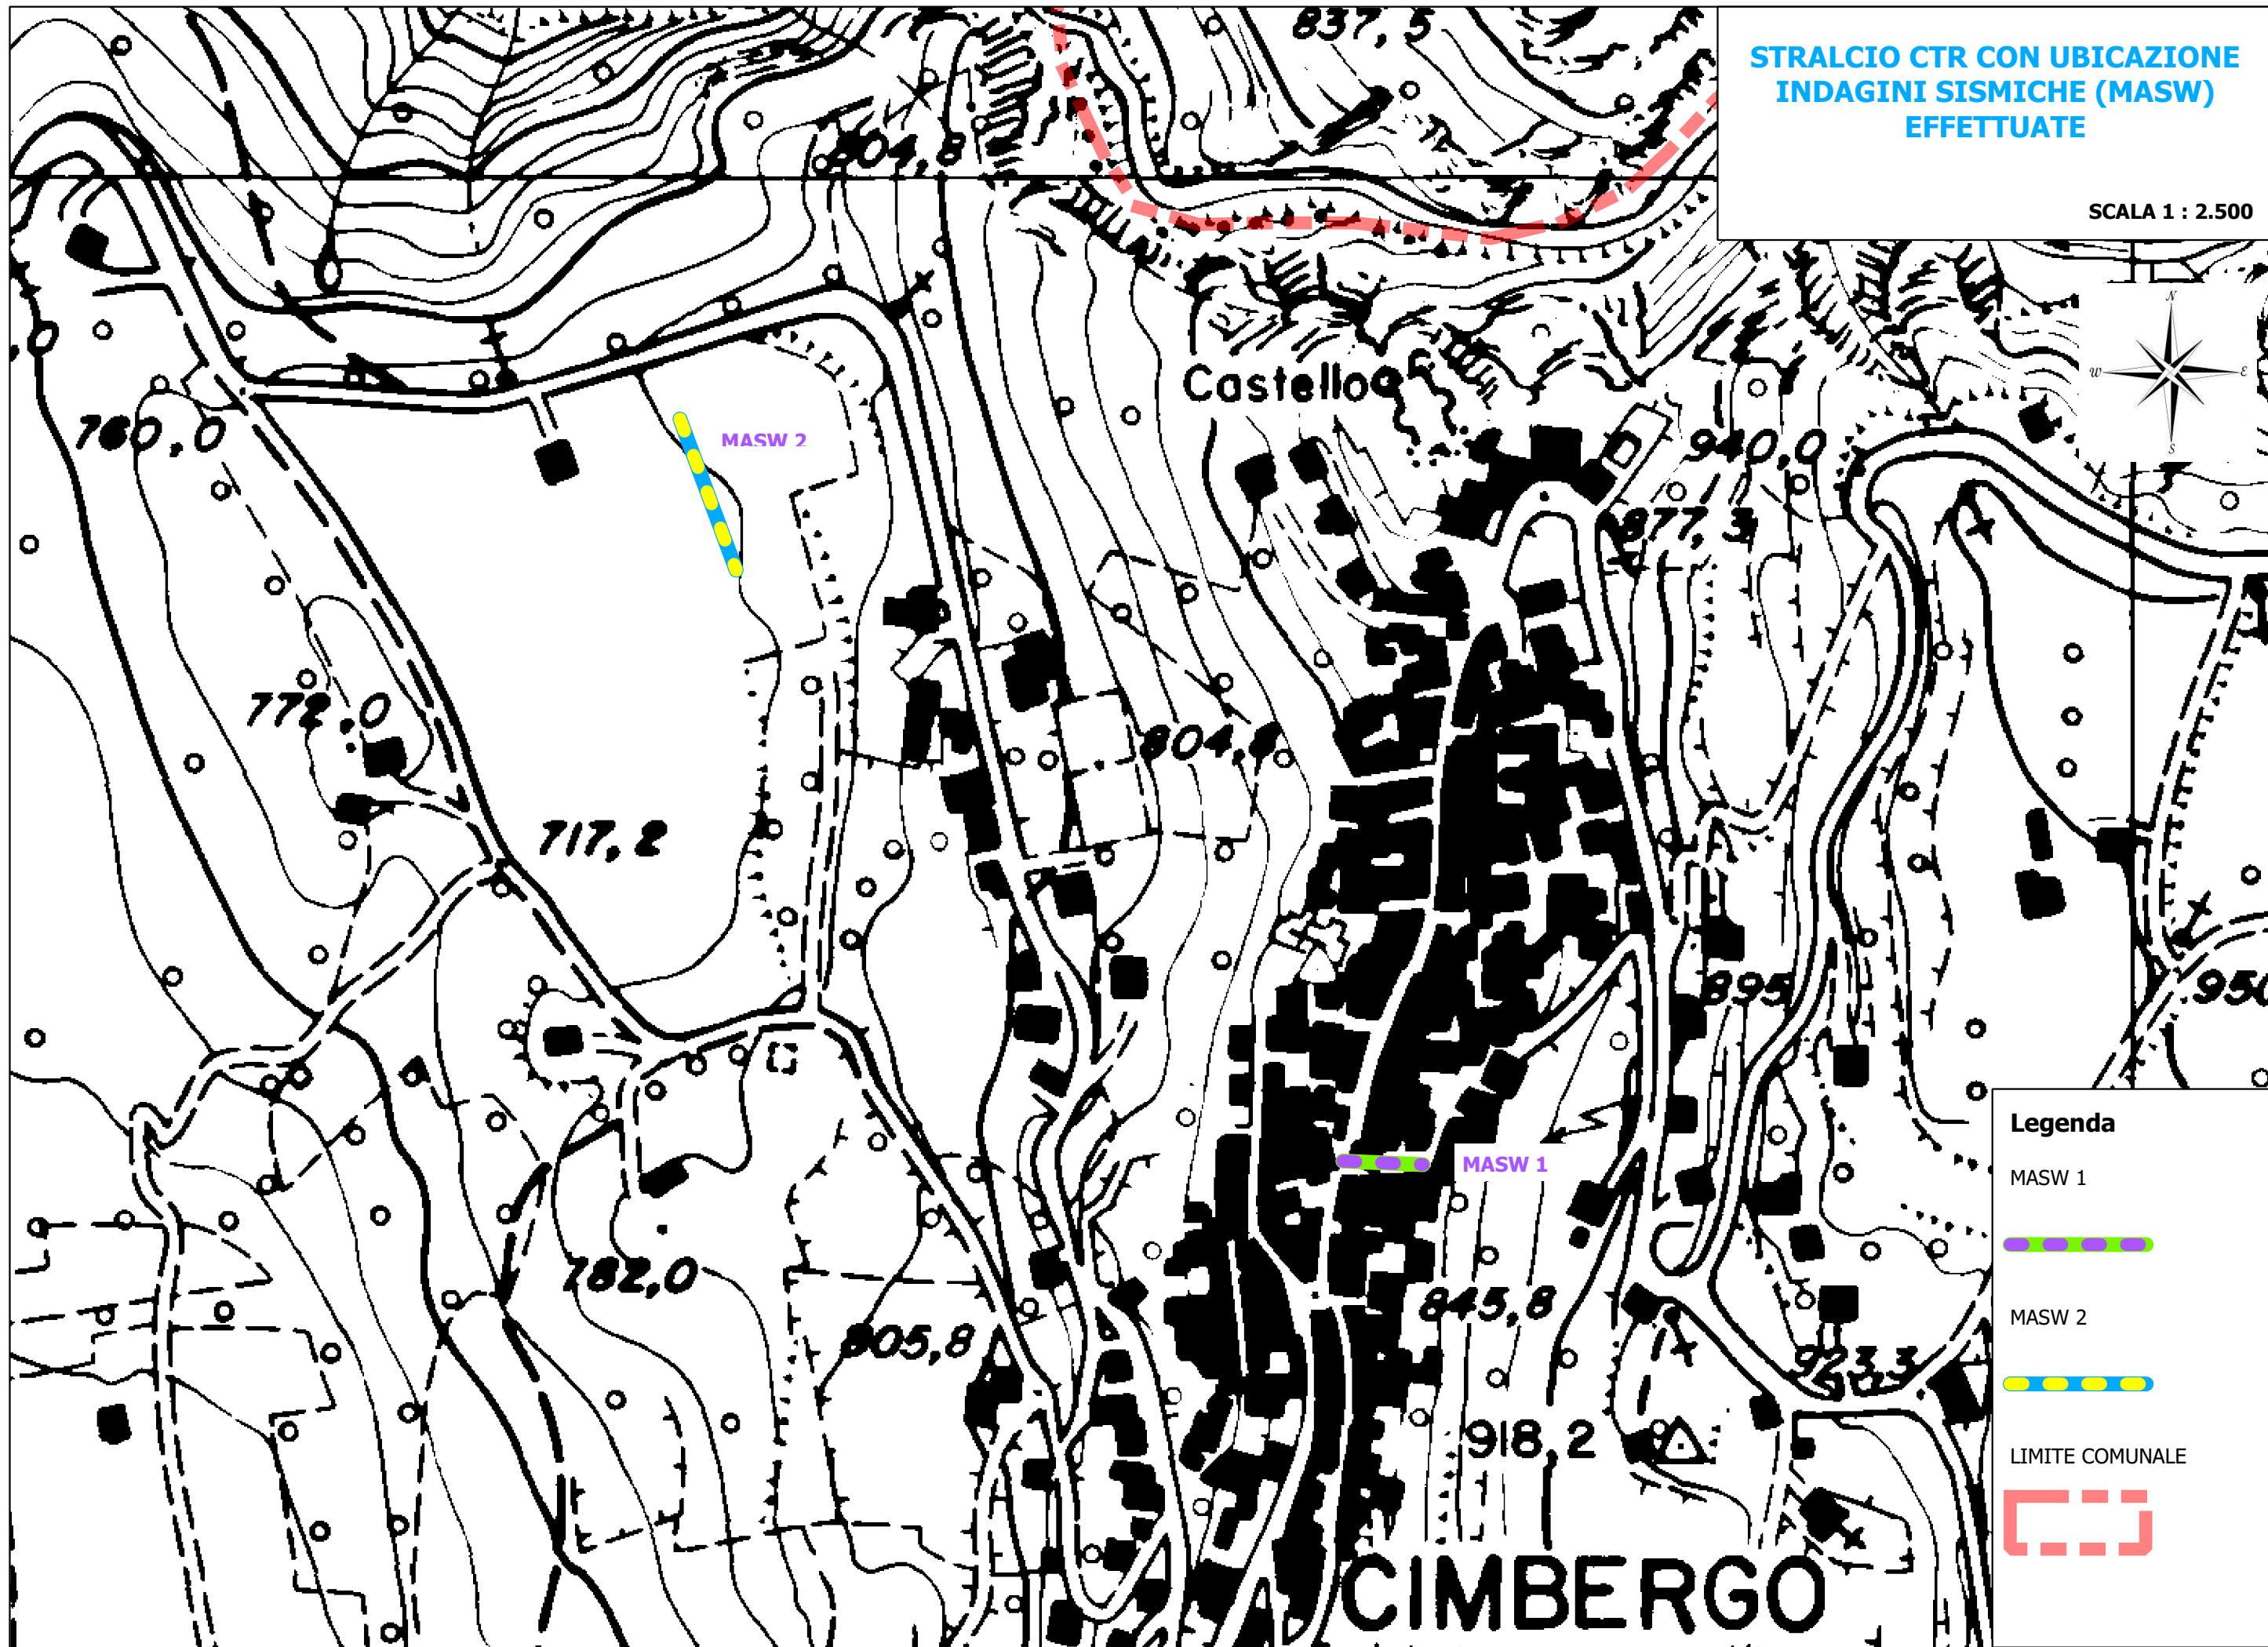 837,5
STRALCIO CTR CON UBICAZIONE
INDAGINI SISMICHE (MASW)
EFFETTUATE
SCALA 1 : 2.500
804,8
N
W
E
S
Castello
760,0
MASW 2
940,0
877,3
772,0
804,
717,2
895
950
MASW 1
782,0
845,8
805,8
923,3
918,2
CIMBERGO
Legenda
MASW 1
MASW 2
LIMITE COMUNALE